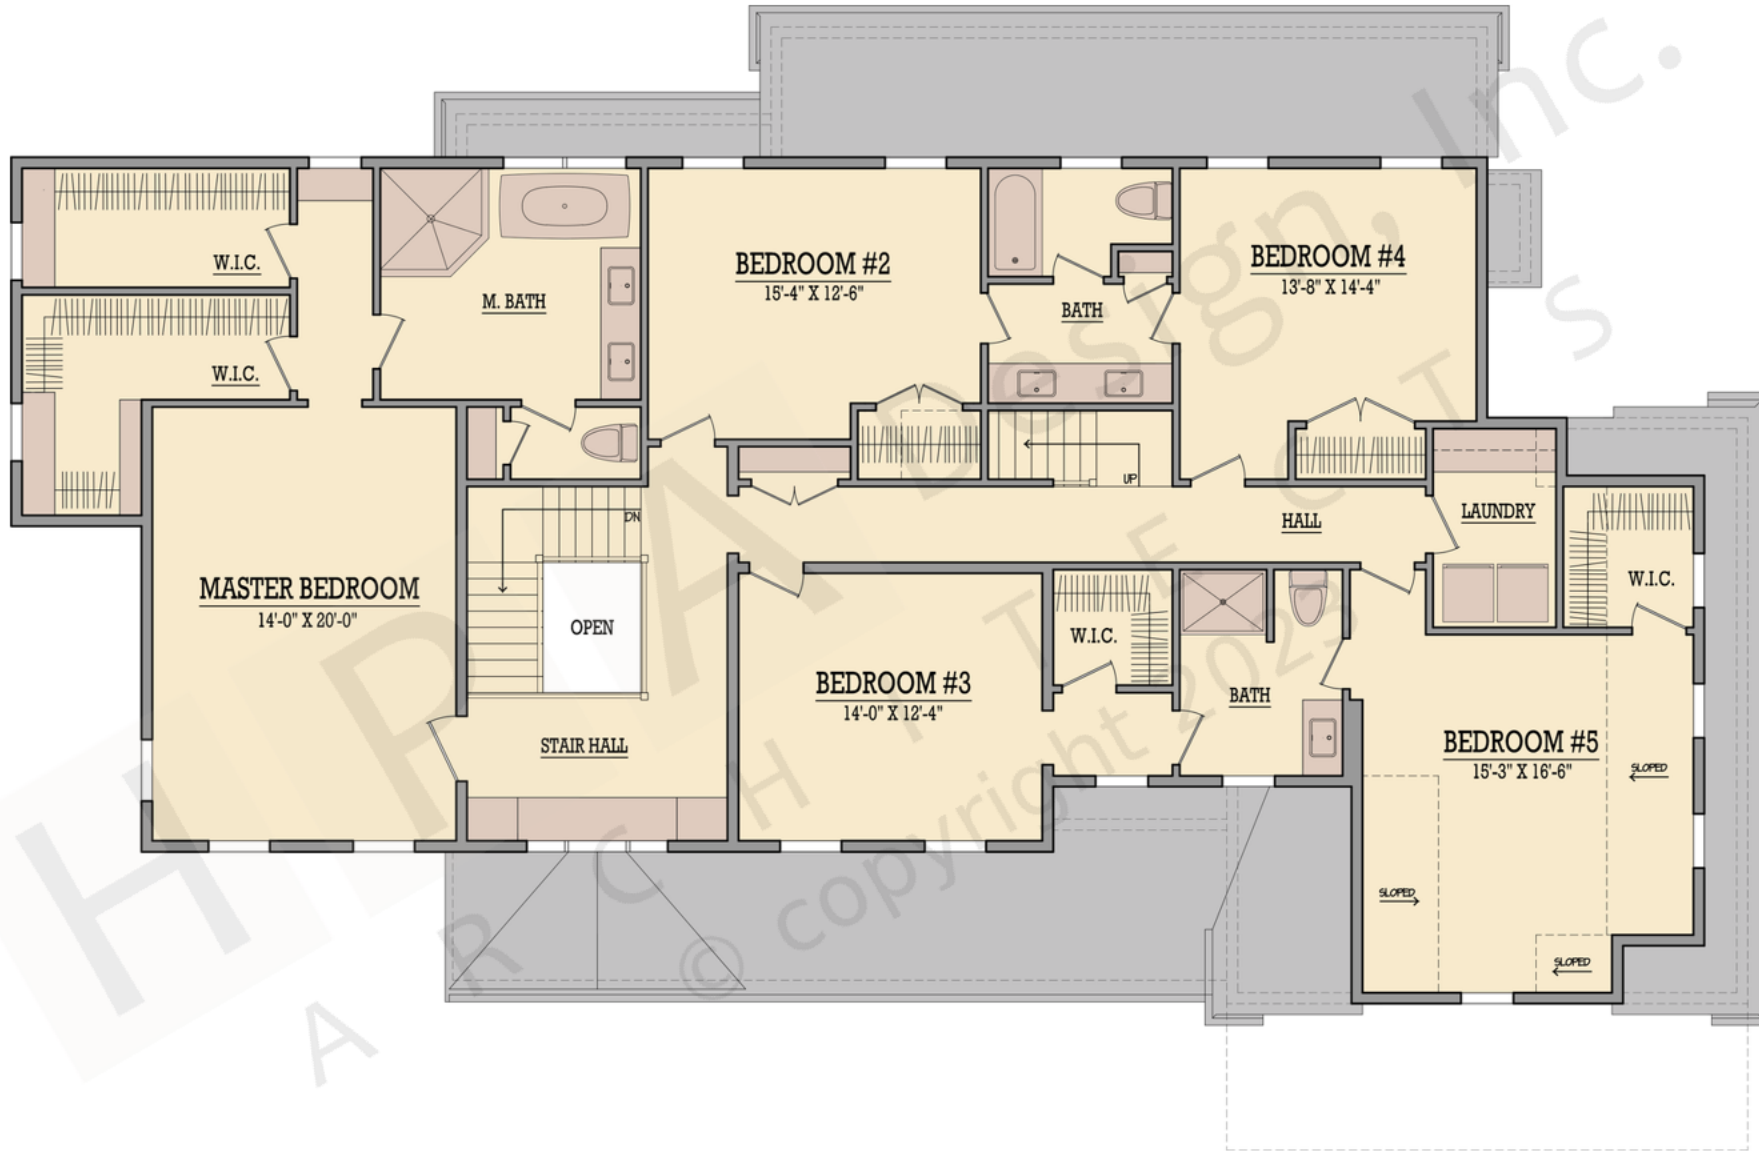 W.I.C.
W.I.C.
M. BATH
BEDROOM #2
15'-4" X 12'-6"
BATH
BEDROOM #4
13'-8" X 14'-4"
UP
DN
HALL
LAUNDRY
W.I.C.
MASTER BEDROOM
14'-0" X 20'-0"
OPEN
STAIR HALL
BEDROOM #3
14'-0" X 12'-4"
W.I.C.
BATH
BEDROOM #5
15'-3" X 16'-6"
SLOPED
SLOPED
SLOPED
HPA Design, Inc.
ARCHITECTS
© copyright 2023